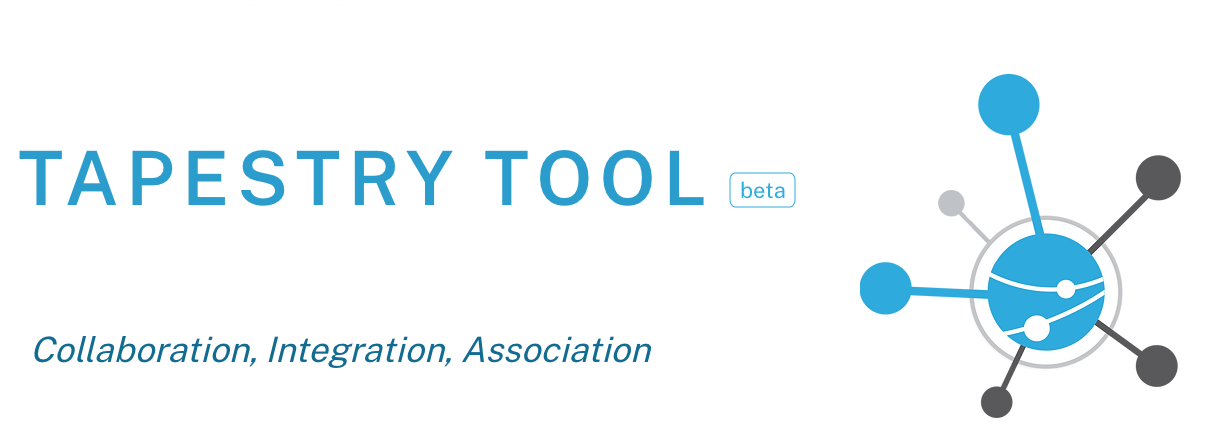 TAPESTRY TOOL beta
Collaboration, Integration, Association